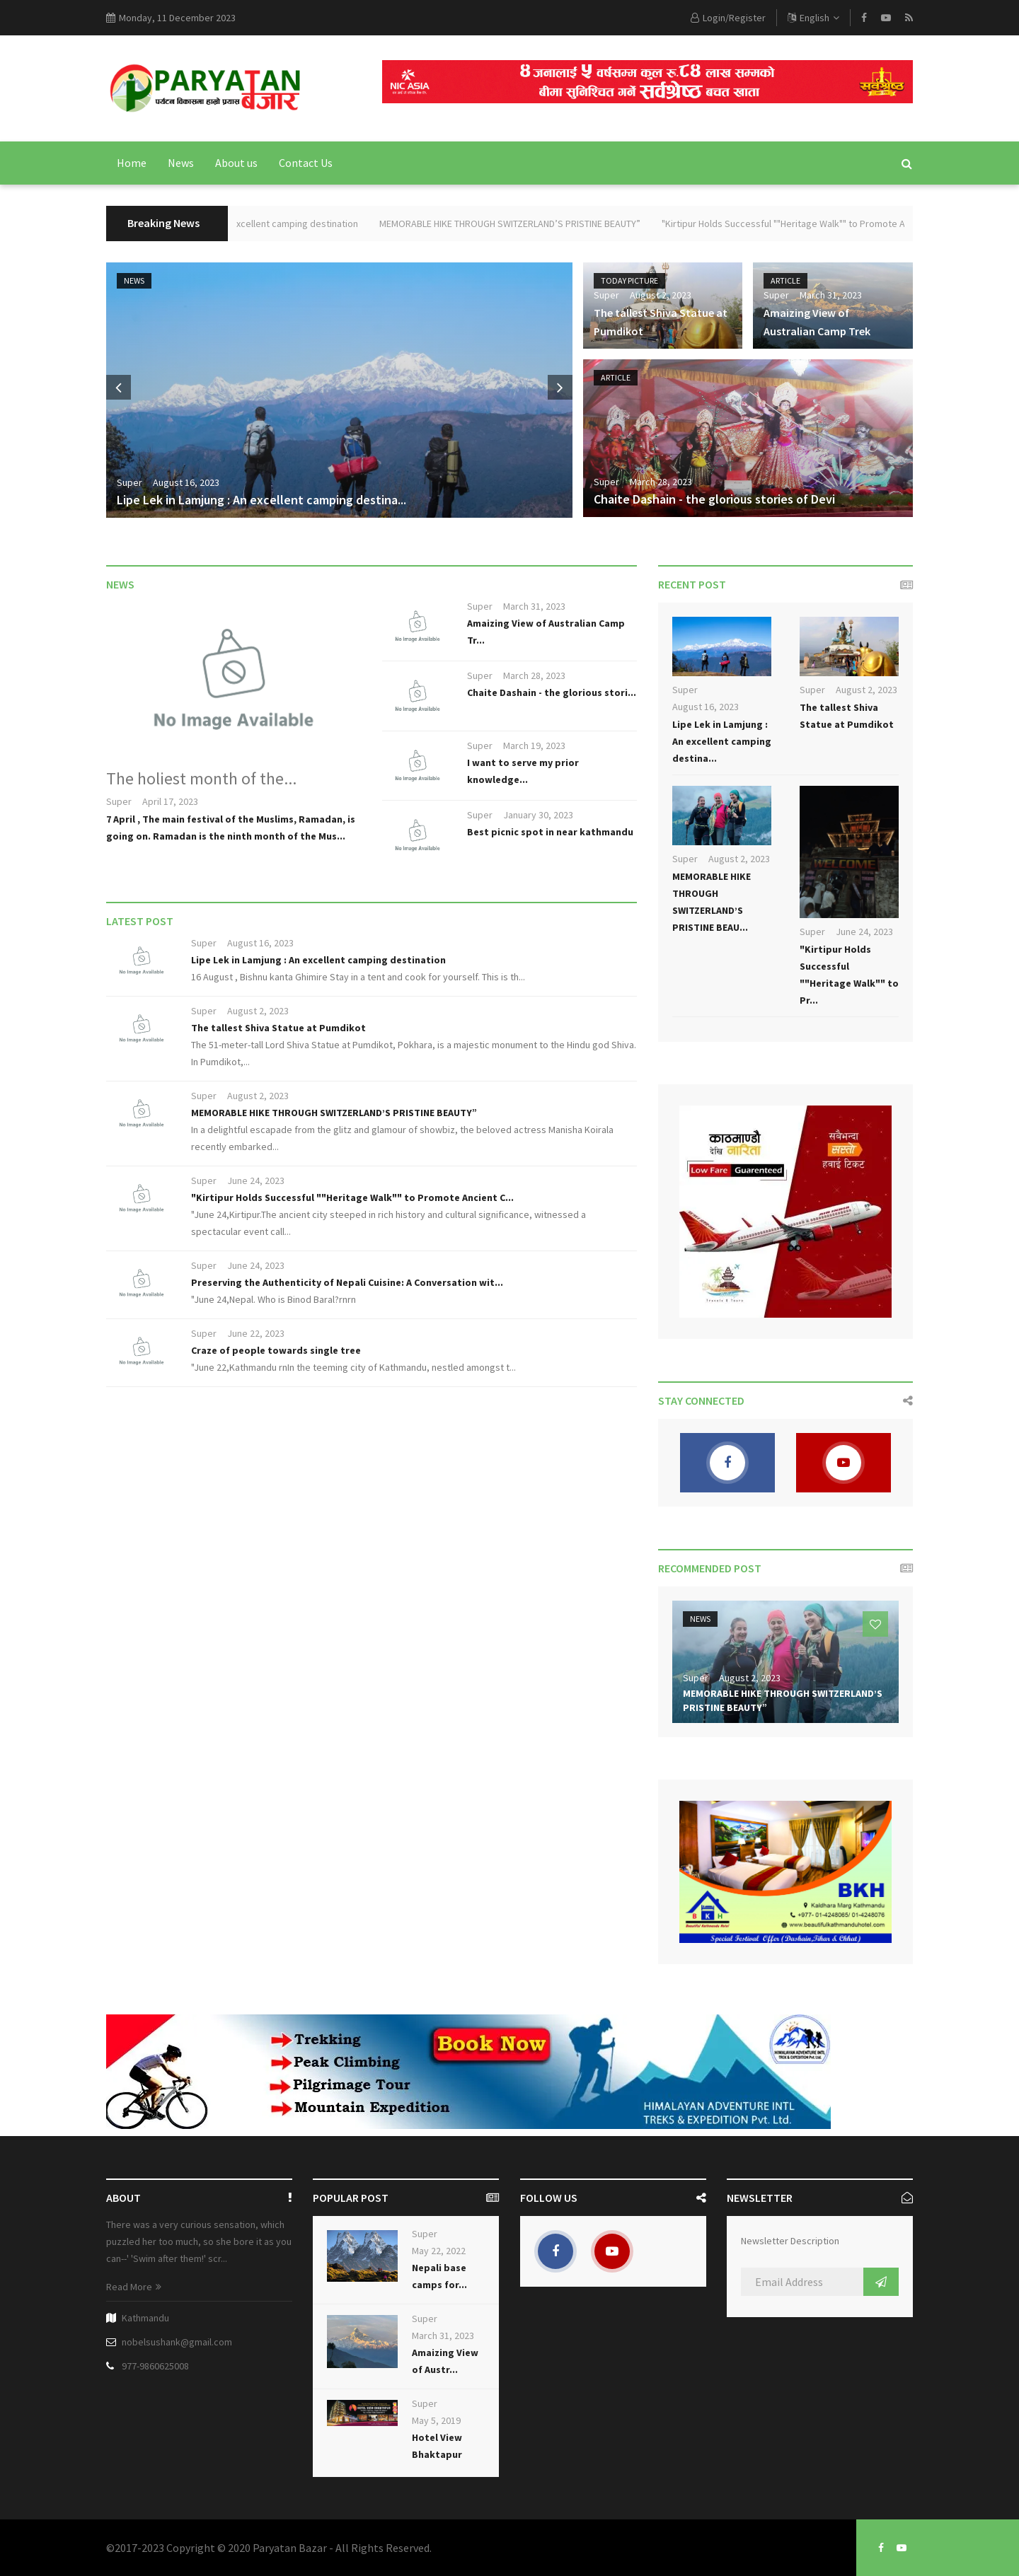 Monday, 11 December 2023
Login/Register
English
PARYATAN
बजार
पर्यटन विकासमा हाम्रो प्रयास
NIC ASIA
४ जनालाई ५ वर्षसम्म कुल रु.८४ लाख सम्मको
बीमा सुनिश्चित गर्ने सर्वश्रेष्ठ बचत खाता
Home
News
About us
Contact Us
Breaking News
xcellent camping destination
MEMORABLE HIKE THROUGH SWITZERLAND’S PRISTINE BEAUTY”
"Kirtipur Holds Successful ""Heritage Walk"" to Promote A
NEWS
Super August 16, 2023
Lipe Lek in Lamjung : An excellent camping destina...
TODAY PICTURE
Super August 2, 2023
The tallest Shiva Statue at
Pumdikot
ARTICLE
Super March 31, 2023
Amaizing View of
Australian Camp Trek
ARTICLE
Super March 28, 2023
Chaite Dashain - the glorious stories of Devi
NEWS
No Image Available
The holiest month of the...
Super April 17, 2023
7 April , The main festival of the Muslims, Ramadan, is
going on. Ramadan is the ninth month of the Mus...
No Image Available
Super March 31, 2023
Amaizing View of Australian Camp
Tr...
No Image Available
Super March 28, 2023
Chaite Dashain - the glorious stori...
No Image Available
Super March 19, 2023
I want to serve my prior
knowledge...
No Image Available
Super January 30, 2023
Best picnic spot in near kathmandu
LATEST POST
No Image Available
Super August 16, 2023
Lipe Lek in Lamjung : An excellent camping destination
16 August , Bishnu kanta Ghimire Stay in a tent and cook for yourself. This is th...
No Image Available
Super August 2, 2023
The tallest Shiva Statue at Pumdikot
The 51-meter-tall Lord Shiva Statue at Pumdikot, Pokhara, is a majestic monument to the Hindu god Shiva.
In Pumdikot,...
No Image Available
Super August 2, 2023
MEMORABLE HIKE THROUGH SWITZERLAND’S PRISTINE BEAUTY”
In a delightful escapade from the glitz and glamour of showbiz, the beloved actress Manisha Koirala
recently embarked...
No Image Available
Super June 24, 2023
"Kirtipur Holds Successful ""Heritage Walk"" to Promote Ancient C...
"June 24,Kirtipur.The ancient city steeped in rich history and cultural significance, witnessed a
spectacular event call...
No Image Available
Super June 24, 2023
Preserving the Authenticity of Nepali Cuisine: A Conversation wit...
"June 24,Nepal. Who is Binod Baral?rnrn
No Image Available
Super June 22, 2023
Craze of people towards single tree
"June 22,Kathmandu rnIn the teeming city of Kathmandu, nestled amongst t...
RECENT POST
Super
August 16, 2023
Lipe Lek in Lamjung :
An excellent camping
destina...
Super August 2, 2023
The tallest Shiva
Statue at Pumdikot
Super August 2, 2023
MEMORABLE HIKE
THROUGH
SWITZERLAND’S
PRISTINE BEAU...
WELCOME
Super June 24, 2023
"Kirtipur Holds
Successful
""Heritage Walk"" to
Pr...
काठमाण्डौ
देखि नारिता
Low Fare Guarenteed
सबैभन्दा
सस्तो
हवाई टिकट
STAY CONNECTED
RECOMMENDED POST
NEWS
Super August 2, 2023
MEMORABLE HIKE THROUGH SWITZERLAND’S
PRISTINE BEAUTY”
BKH
Beautiful Kathmandu Hotel
Kaldhara Marg Kathmandu
+977- 01-4248065/ 01-4248076
www.beautifulkathmanduhotel.com
Special Festival Offer (Dashain,Tihar & Chhat)
Trekking
Peak Climbing
Pilgrimage Tour
Mountain Expedition
Book Now
HIMALAYAN ADVENTURE INTL
TREKS & EXPEDITION Pvt. Ltd.
ABOUT
There was a very curious sensation, which
puzzled her too much, so she bore it as you
can--' 'Swim after them!' scr...
Read More »
Kathmandu
nobelsushank@gmail.com
977-9860625008
POPULAR POST
Super
May 22, 2022
Nepali base
camps for...
Super
March 31, 2023
Amaizing View
of Austr...
Super
May 5, 2019
Hotel View
Bhaktapur
FOLLOW US
NEWSLETTER
Newsletter Description
Email Address
©2017-2023 Copyright © 2020 Paryatan Bazar - All Rights Reserved.